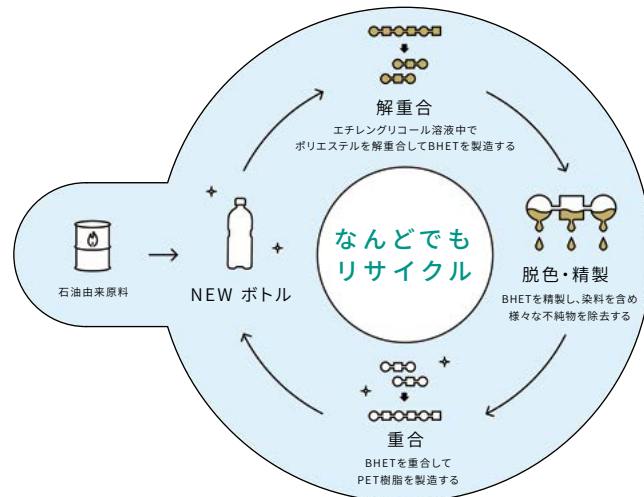 解重合
エチレングリコール溶液中で
ポリエステルを解重合してBHETを製造する
なんどでも
リサイクル
石油由来原料
NEW ボトル
脱色・精製
BHETを精製し、染料を含め
様々な不純物を除去する
重合
BHETを重合して
PET樹脂を製造する